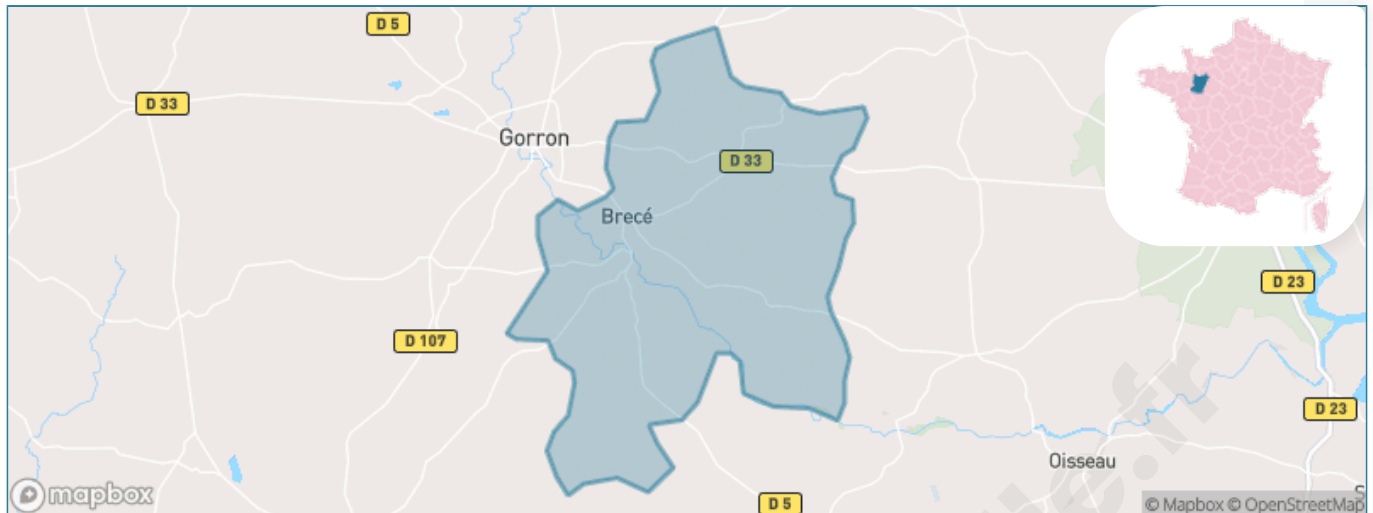 D 5
D 33
Gorron
D 33
Brecé
D 23
D 107
D 23
Oisseau
D 5
mapbox
© Mapbox © OpenStreetMap